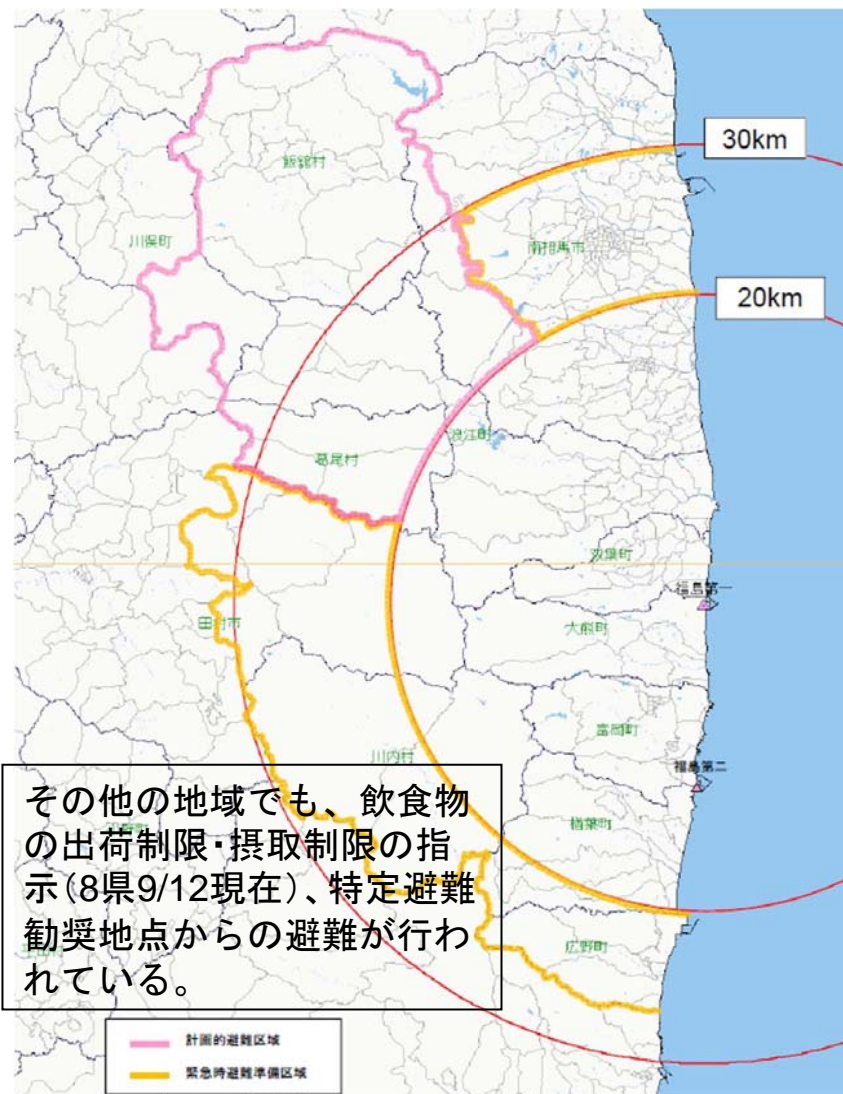 30km
飯舘村
川俣町
南相馬市
20km
浪江町
葛尾村
双葉町
福島第一
大熊町
田村市
富岡町
川内村
福島第二
楢葉町
その他の地域でも、飲食物
の出荷制限・摂取制限の指
示(8県9/12現在)、特定避難
勧奨地点からの避難が行わ
れている。
広野町
計画的避難区域
緊急時避難準備区域